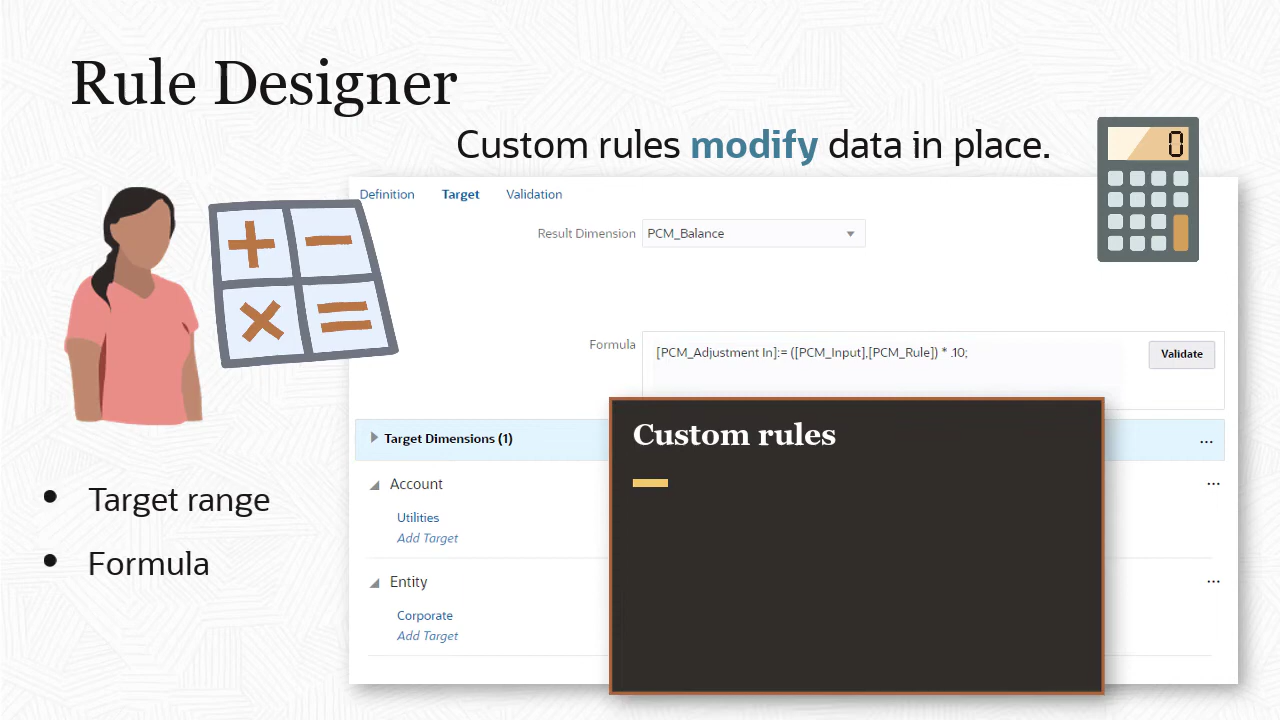 Rule Designer
Custom rules modify data in place.
0
Definition Target Validation
Result Dimension PCM_Balance
Formula [PCM_Adjustment In]:= ([PCM_Input],[PCM_Rule]) * .10; Validate
Target Dimensions (1) ...
Account ...
Utilities
Add Target
Entity ...
Corporate
Add Target
Custom rules
• Target range
• Formula